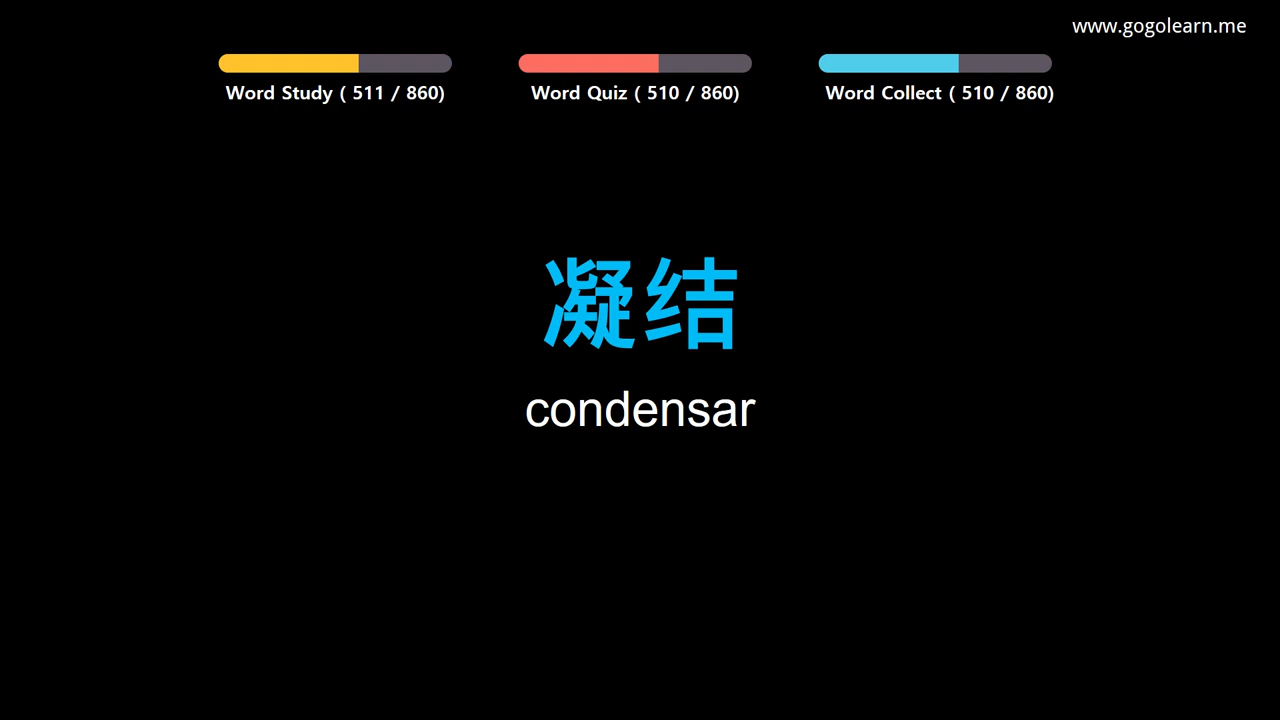 www.gogolearn.me
Word Study ( 511 / 860)
Word Quiz ( 510 / 860)
Word Collect ( 510 / 860)
凝结
condensar